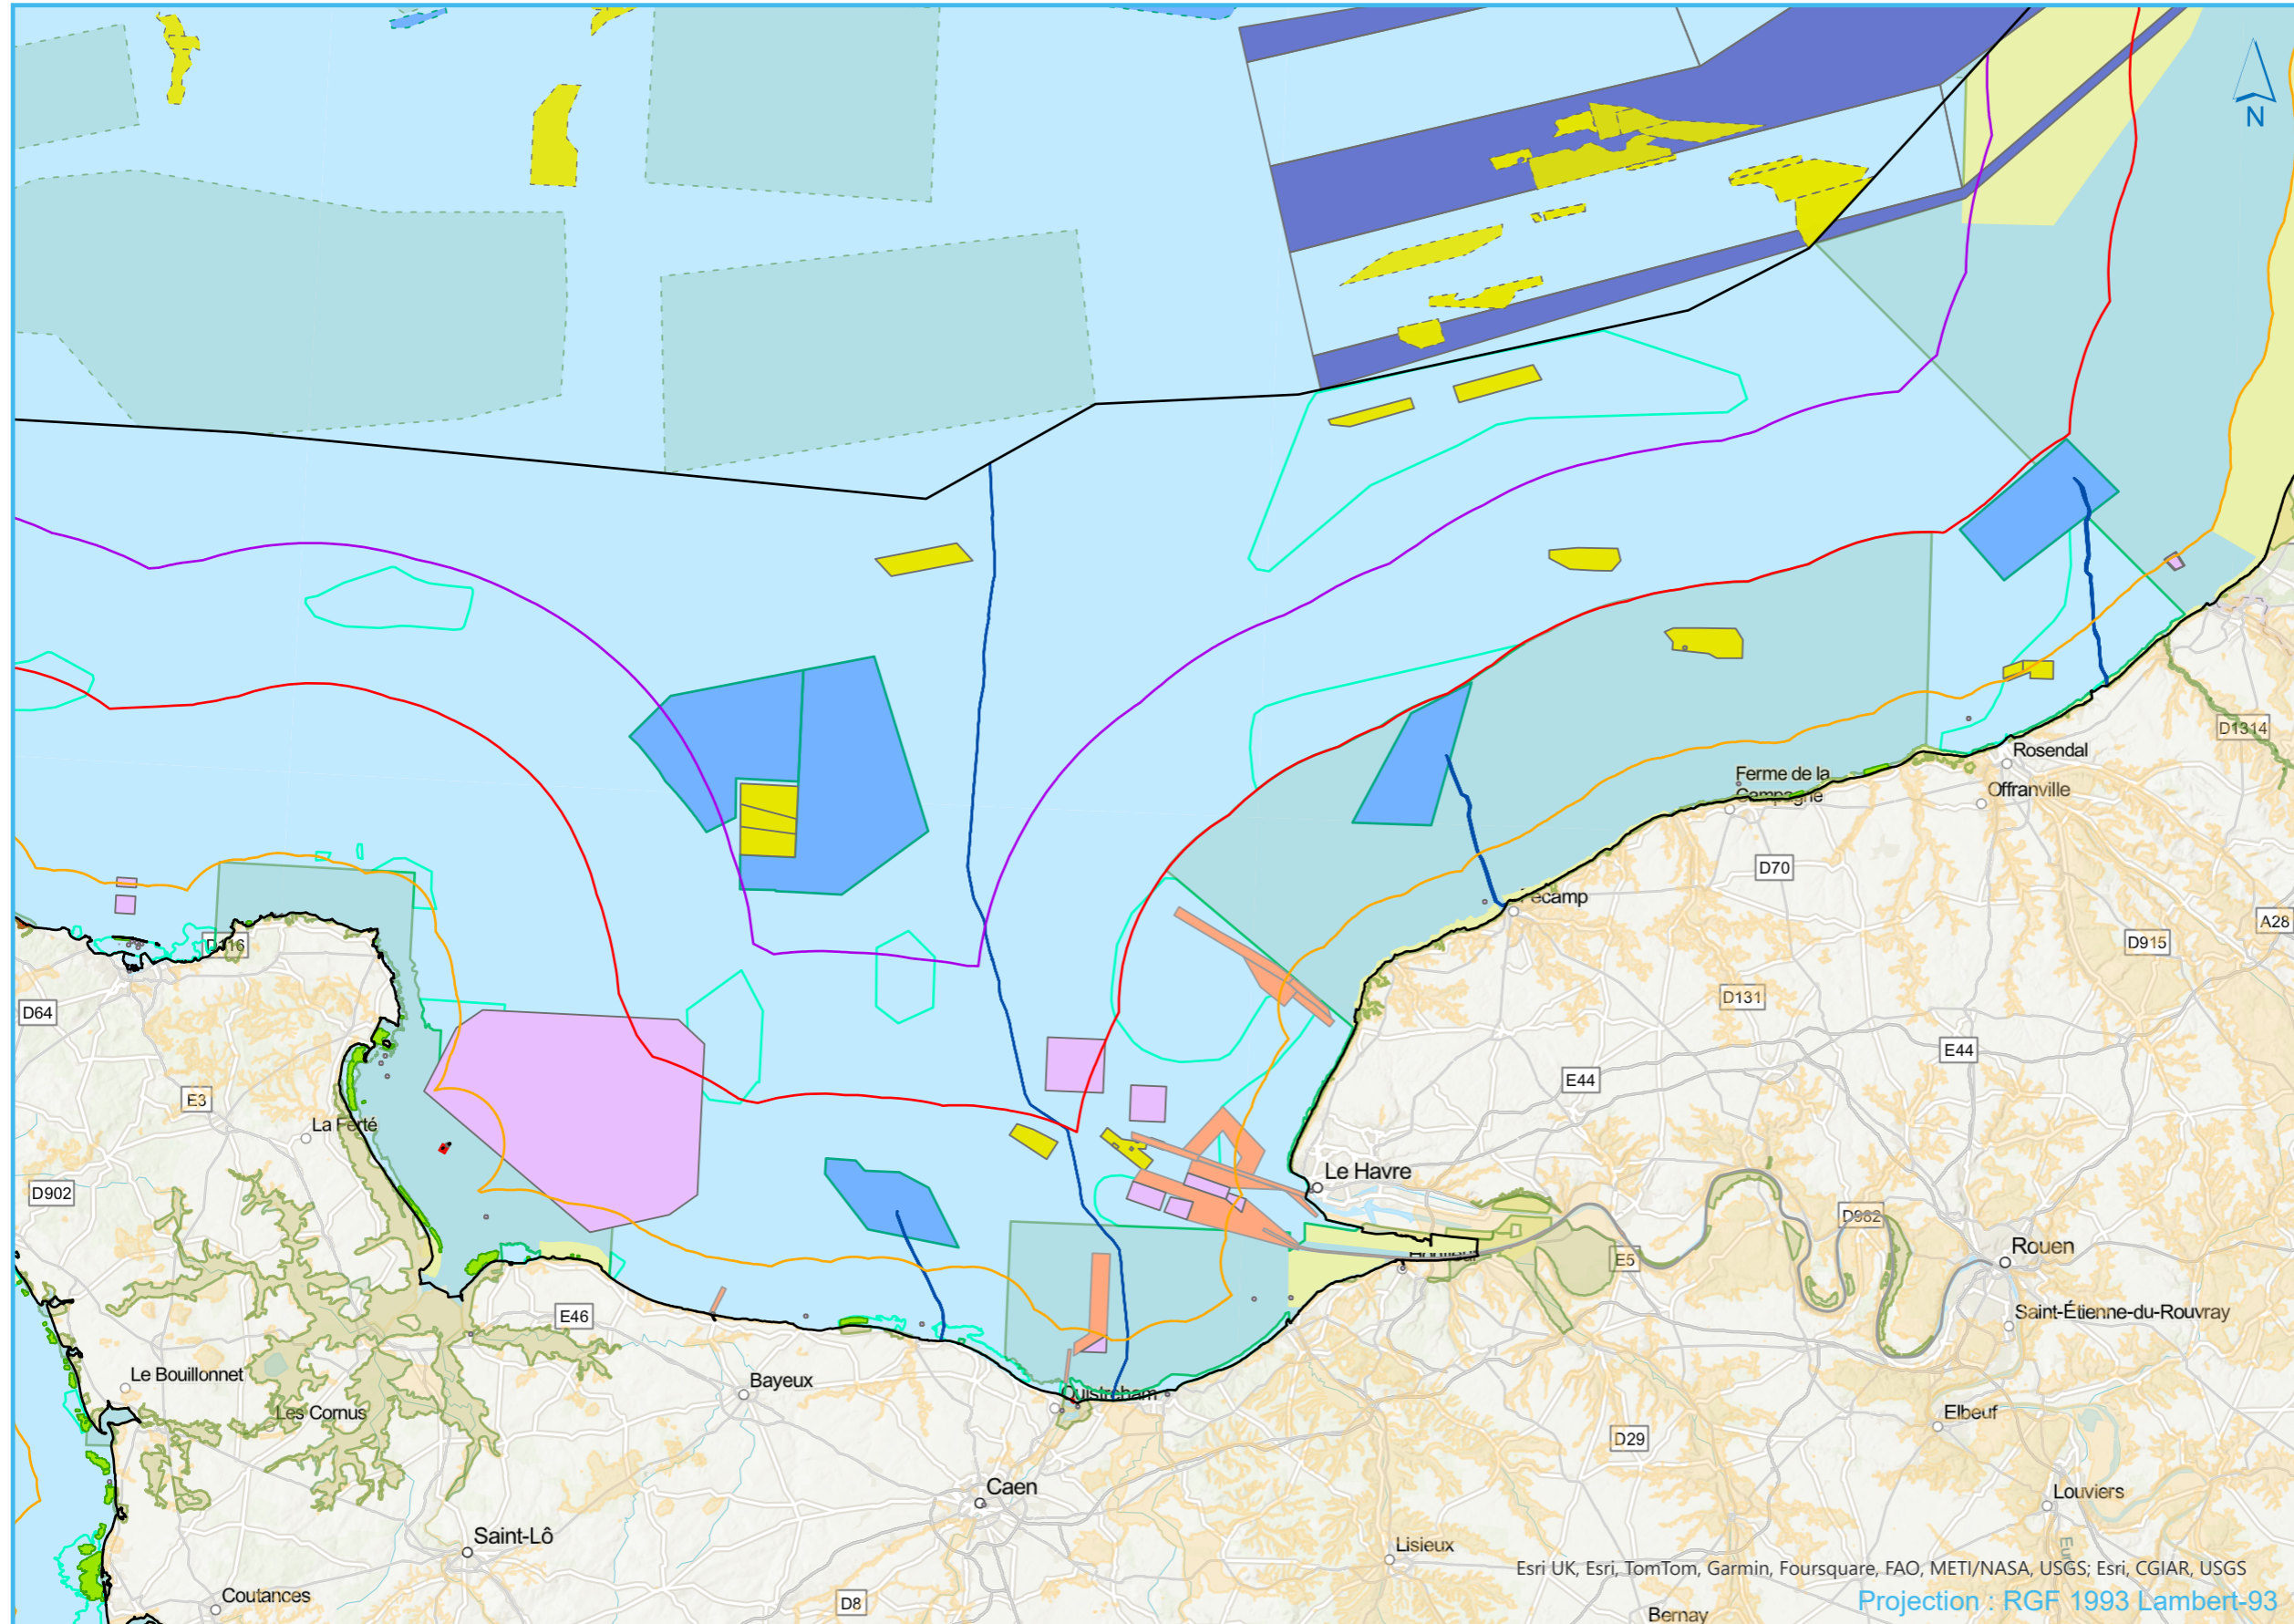 N
D1314
Rosendal
Offranville
Ferme de la
Campagne
D70
Fécamp
A28
D915
D116
D64
D131
E44
E44
E3
La Ferté
Le Havre
D902
D982
Rouen
E5
E46
Saint-Étienne-du-Rouvray
Le Bouillonnet
Bayeux
Ouistreham
Les Cornus
Elbeuf
D29
Caen
Louviers
Saint-Lô
Lisieux
Coutances
D8
Esri UK, Esri, TomTom, Garmin, Foursquare, FAO, METI/NASA, USGS; Esri, CGIAR, USGS
Projection : RGF 1993 Lambert-93
Bernay